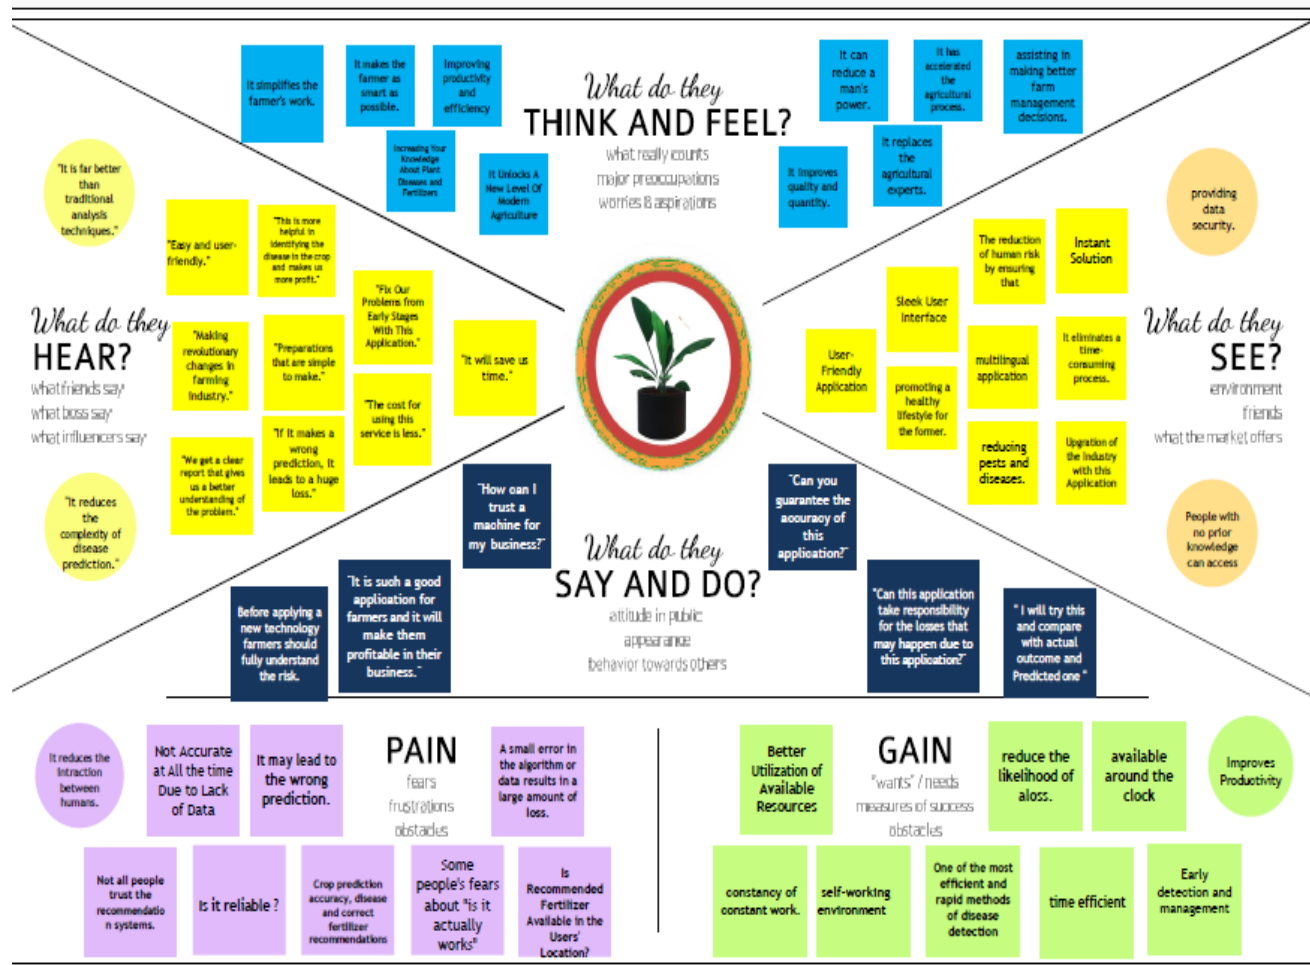 What do they
THINK AND FEEL?
what really counts
major preoccupations
worries & aspirations
It simplifies the
farmer's work.
It makes the
farmer as
smart as
possible.
Improving
productivity
and
efficiency
Increasing Your
Knowledge
About Plant
Diseases and
Fertilizers
It Unlocks A
New Level Of
Modern
Agriculture
It can
reduce a
man's
power.
It has
accelerated
the
agricultural
process.
assisting in
making better
farm
management
decisions.
It improves
quality and
quantity.
It replaces
the
agricultural
experts.
What do they
HEAR?
what friends say
what boss say
what influencers say
"It is far better
than
traditional
analysis
techniques."
"Easy and user-
friendly."
"This is more
helpful in
identifying the
disease in the crop
and makes us
more profit."
"Fix Our
Problems from
Early Stages
With This
Application."
"Making
revolutionary
changes in
farming
industry."
"Preparations
that are simple
to make."
"It will save us
time."
"The cost for
using this
service is less."
"If it makes a
wrong
prediction, it
leads to a huge
loss."
"We get a clear
report that gives
us a better
understanding of
the problem."
"It reduces
the
complexity of
disease
prediction."
What do they
SEE?
environment
friends
what the market offers
providing
data
security.
The reduction
of human risk
by ensuring
that
Instant
Solution
Sleek User
Interface
User-
Friendly
Application
multilingual
application
It eliminates a
time-
consuming
process.
promoting a
healthy
lifestyle for
the former.
reducing
pests and
diseases.
Upgration of
the Industry
with this
Application
People with
no prior
knowledge
can access
What do they
SAY AND DO?
attitude in public
appearance
behavior towards others
"How can I
trust a
machine for
my business?"
"It is such a good
application for
farmers and it will
make them
profitable in their
business."
Before applying a
new technology
farmers should
fully understand
the risk.
"Can you
guarantee the
accuracy of
this
application?"
"Can this application
take responsibility
for the losses that
may happen due to
this application?"
" I will try this
and compare
with actual
outcome and
Predicted one "
PAIN
fears
frustrations
obstacles
It reduces the
intraction
between
humans.
Not Accurate
at All the time
Due to Lack
of Data
It may lead to
the wrong
prediction.
A small error in
the algorithm or
data results in a
large amount of
loss.
Not all people
trust the
recommendatio
n systems.
Is it reliable ?
Crop prediction
accuracy, disease
and correct
fertilizer
recommendations
Some
people's fears
about "is it
actually
works"
Is
Recommended
Fertilizer
Available in the
Users'
Location?
GAIN
"wants" / needs
measures of success
obstacles
Better
Utilization of
Available
Resources
reduce the
likelihood of
aloss.
available
around the
clock
Improves
Productivity
constancy of
constant work.
self-working
environment
One of the most
efficient and
rapid methods
of disease
detection
time efficient
Early
detection and
management